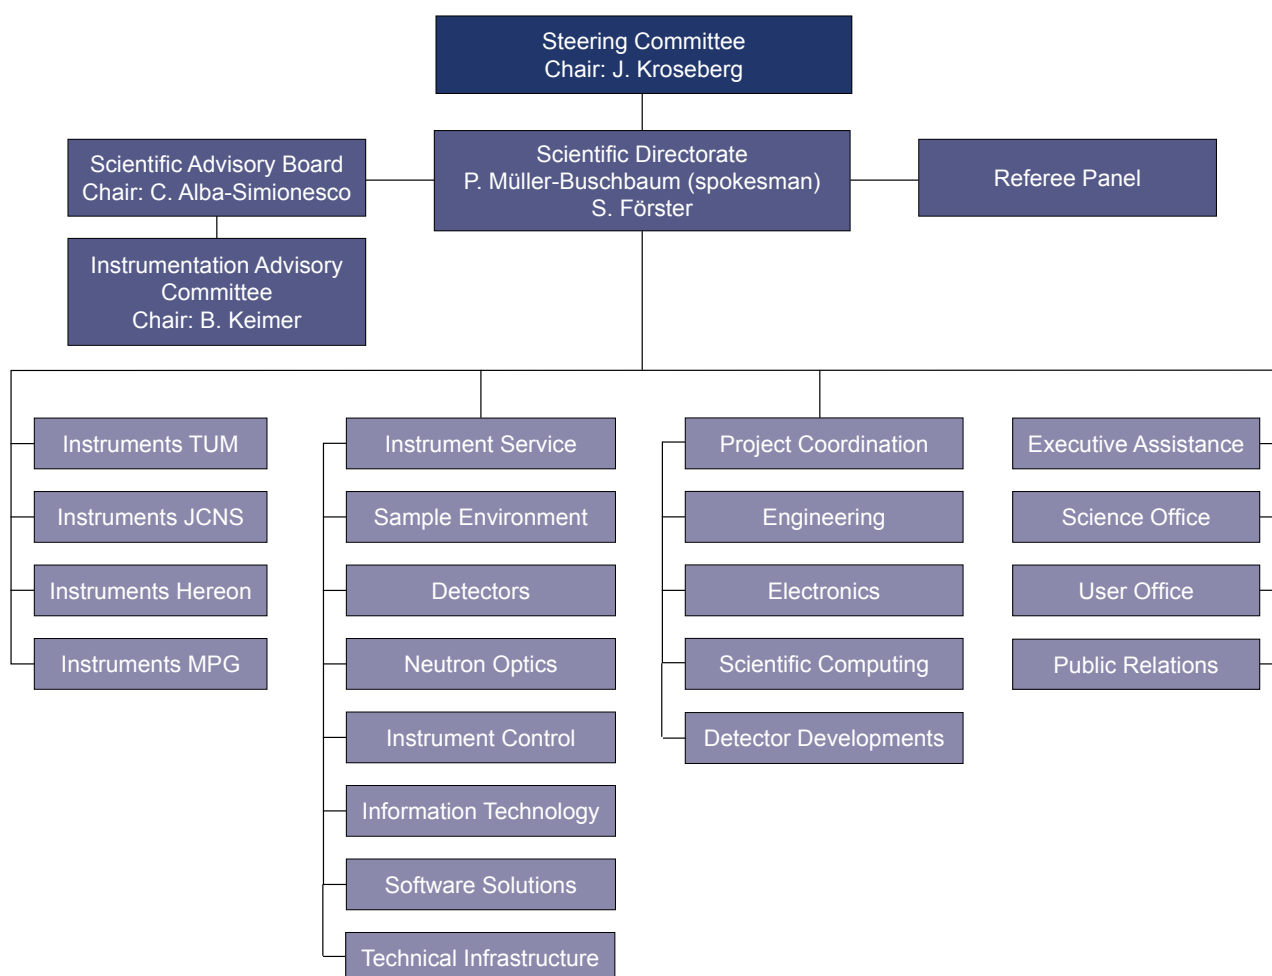 Steering Committee
Chair: J. Kroseberg
Scientific Advisory Board
Chair: C. Alba-Simionesco
Scientific Directorate
P. Müller-Buschbaum (spokesman)
S. Förster
Referee Panel
Instrumentation Advisory
Committee
Chair: B. Keimer
Instruments TUM
Instruments JCNS
Instruments Hereon
Instruments MPG
Instrument Service
Sample Environment
Detectors
Neutron Optics
Instrument Control
Information Technology
Software Solutions
Technical Infrastructure
Project Coordination
Engineering
Electronics
Scientific Computing
Detector Developments
Executive Assistance
Science Office
User Office
Public Relations